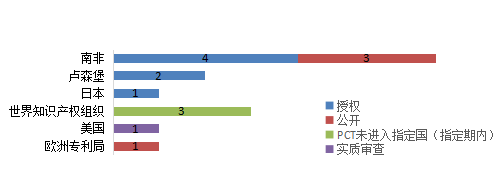 南非 4 3
卢森堡 2
日本 1
世界知识产权组织 3
美国 1
欧洲专利局 1
授权
公开
PCT未进入指定国（指定期内）
实质审查